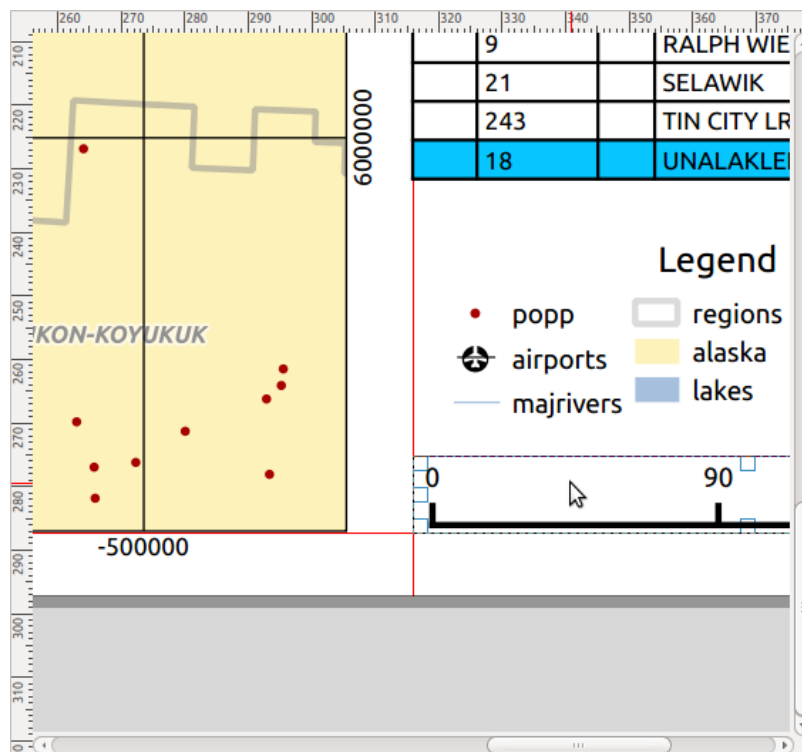 260 270 280 290 300 310 320 330 340 350 360 370
210
220
230
240
250
260
270
280
290
300
310
0
9 RALPH WIE
21 SELAWIK
243 TIN CITY LR
18 UNALAKLE
6000000
KON-KOYUKUK
-500000
Legend
popp
airports
majrivers
regions
alaska
lakes
0 90